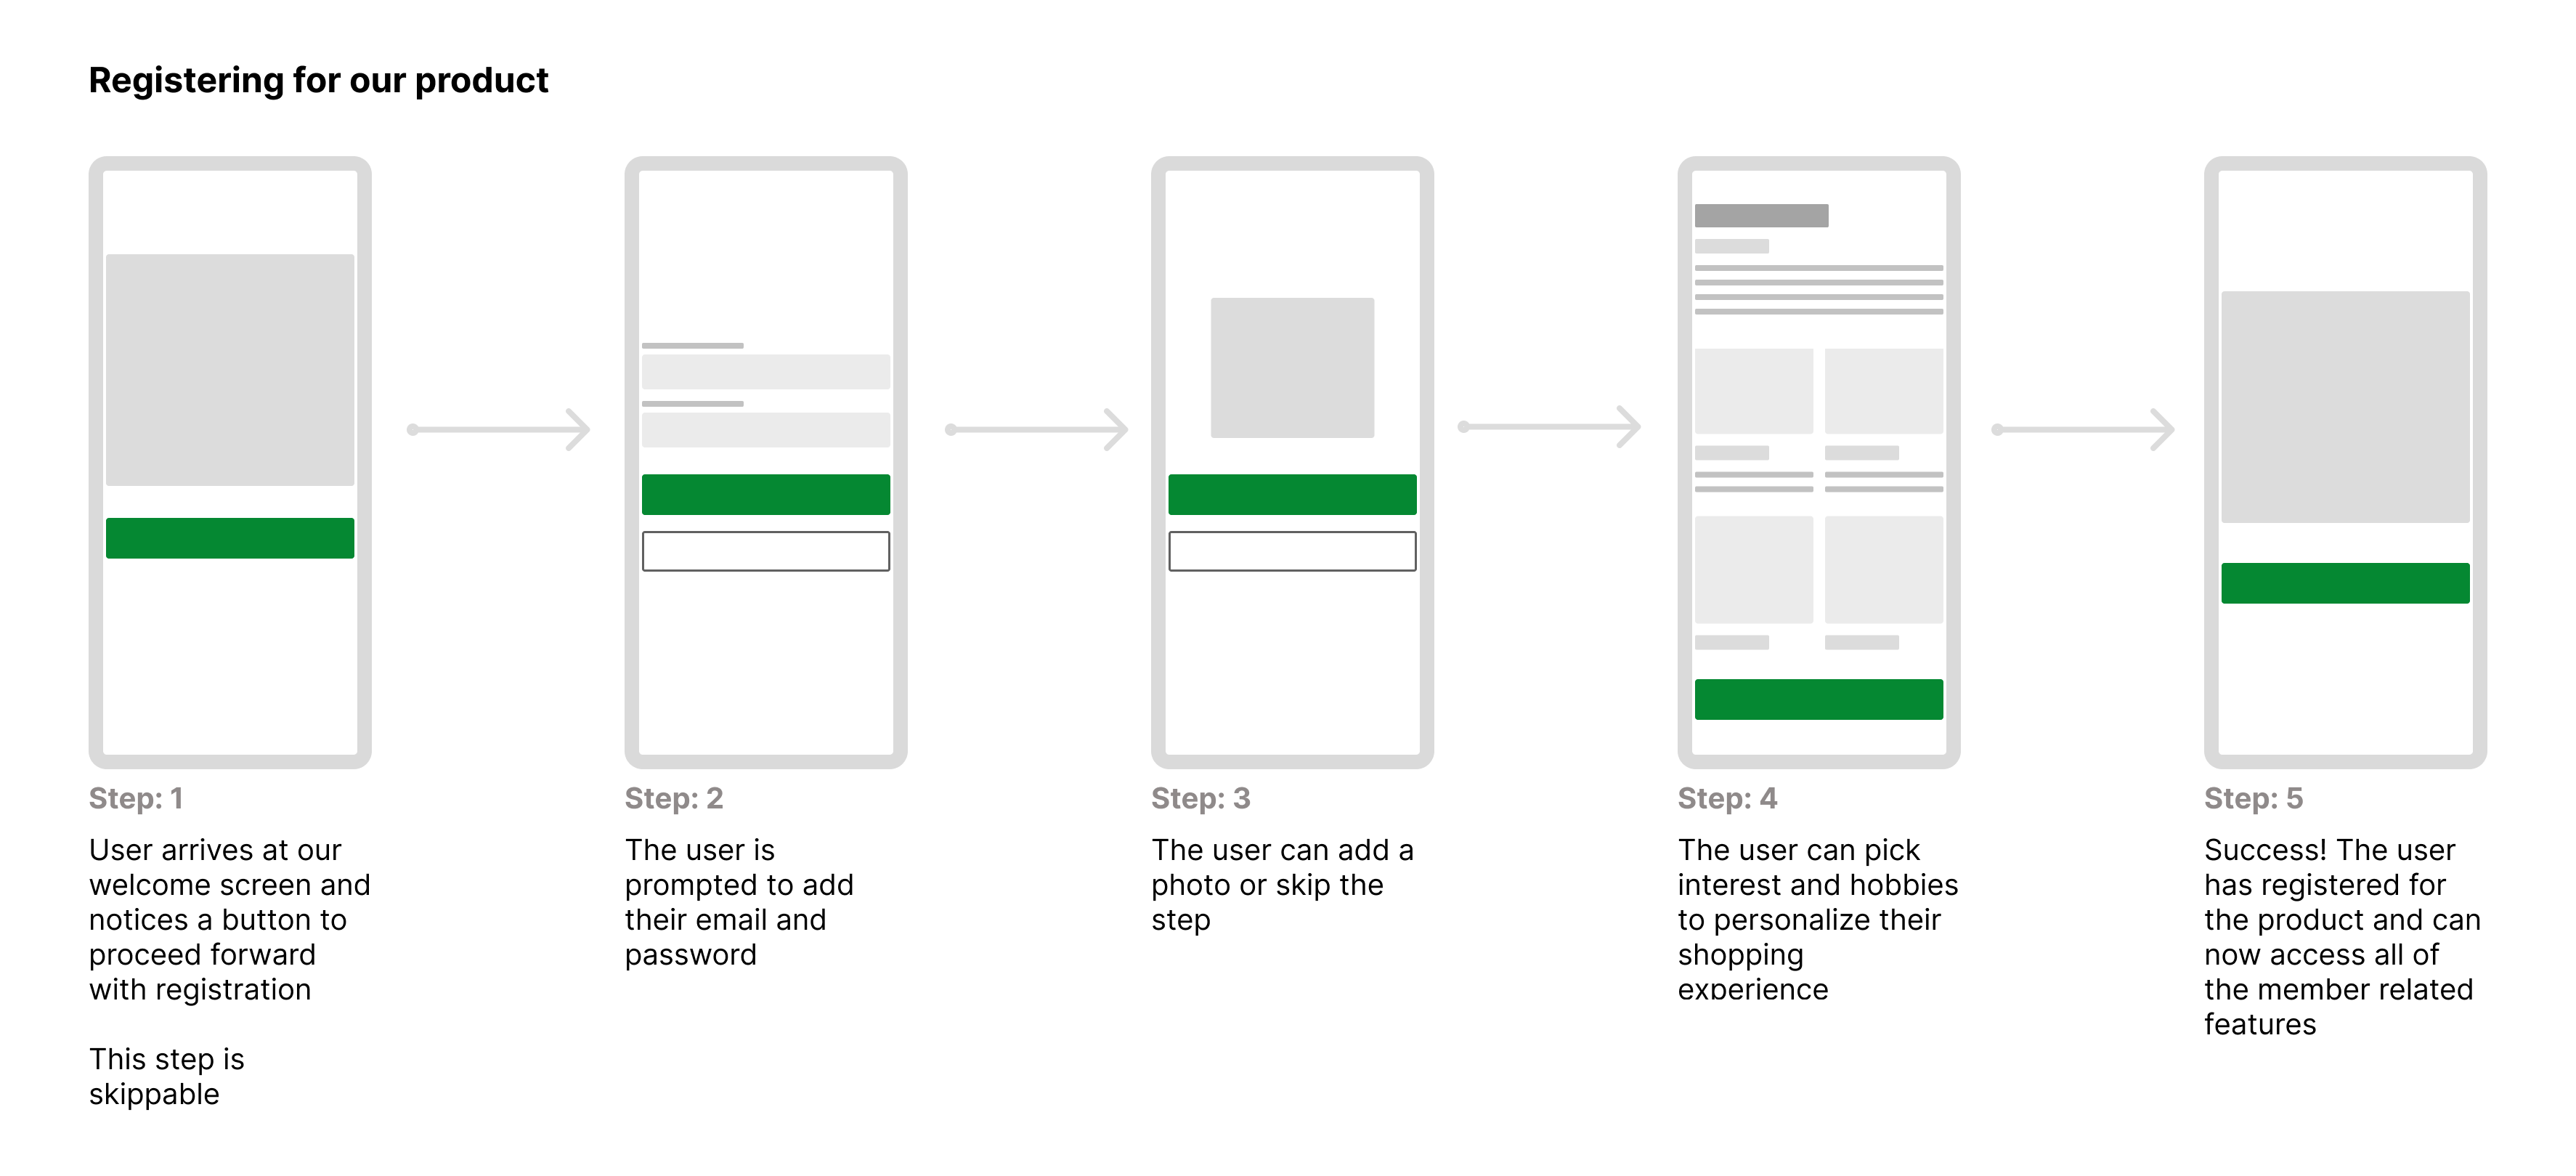 Registering for our product
Step: 1
User arrives at our
welcome screen and
notices a button to
proceed forward
with registration
This step is
skippable
Step: 2
The user is
prompted to add
their email and
password
Step: 3
The user can add a
photo or skip the
step
Step: 4
The user can pick
interest and hobbies
to personalize their
shopping
experience
Step: 5
Success! The user
has registered for
the product and can
now access all of
the member related
features